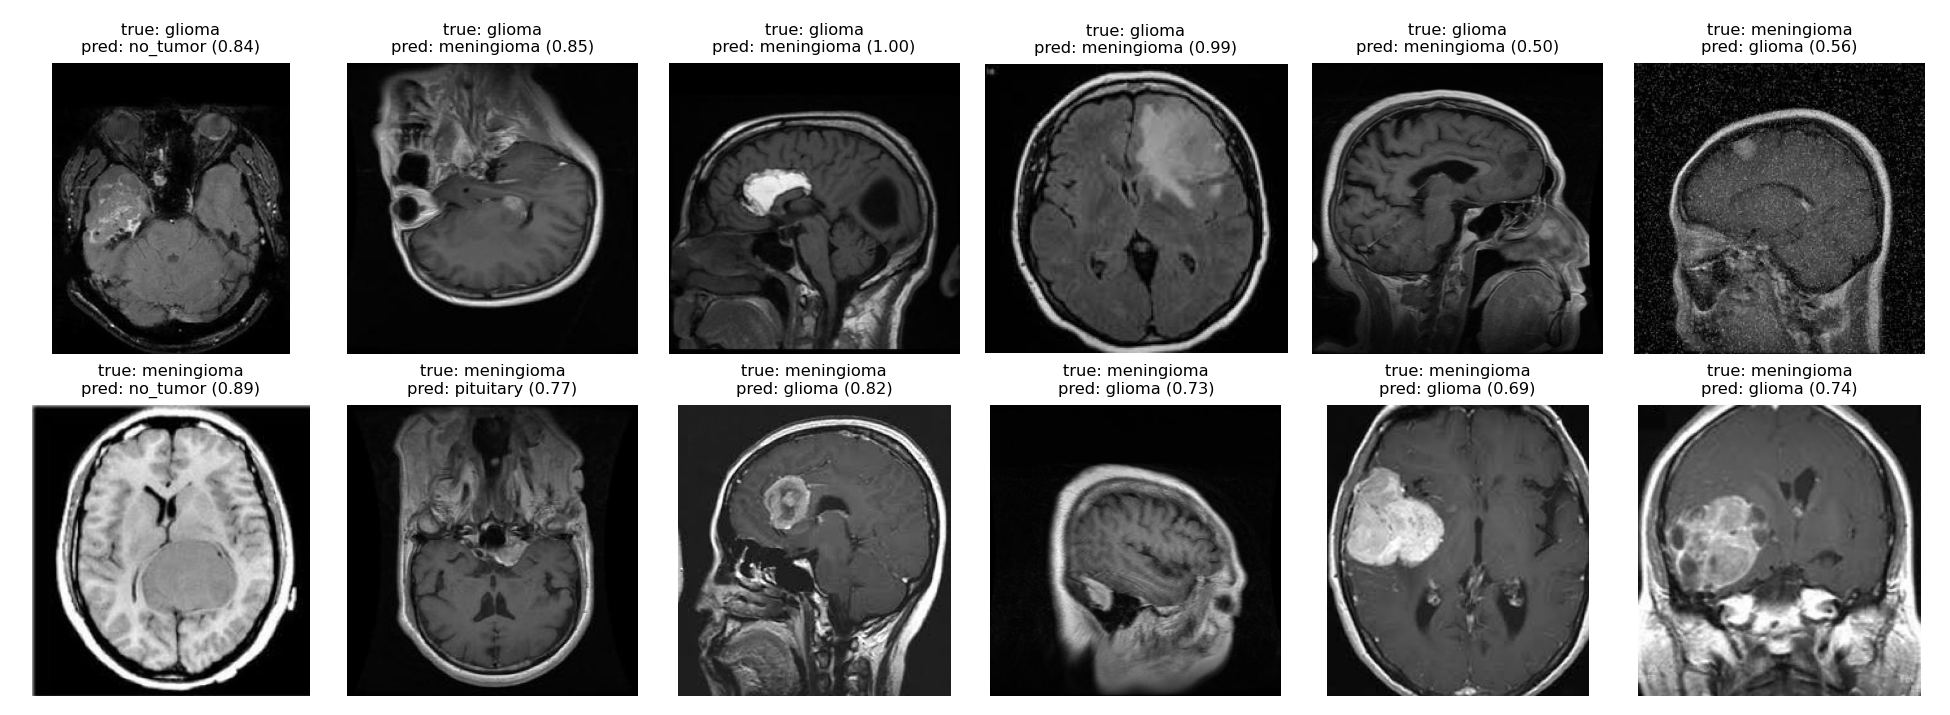 true: glioma
pred: no_tumor (0.84)
true: glioma
pred: meningioma (0.85)
true: glioma
pred: meningioma (1.00)
true: glioma
pred: meningioma (0.99)
true: glioma
pred: meningioma (0.50)
true: meningioma
pred: glioma (0.56)
true: meningioma
pred: no_tumor (0.89)
true: meningioma
pred: pituitary (0.77)
true: meningioma
pred: glioma (0.82)
true: meningioma
pred: glioma (0.73)
true: meningioma
pred: glioma (0.69)
true: meningioma
pred: glioma (0.74)